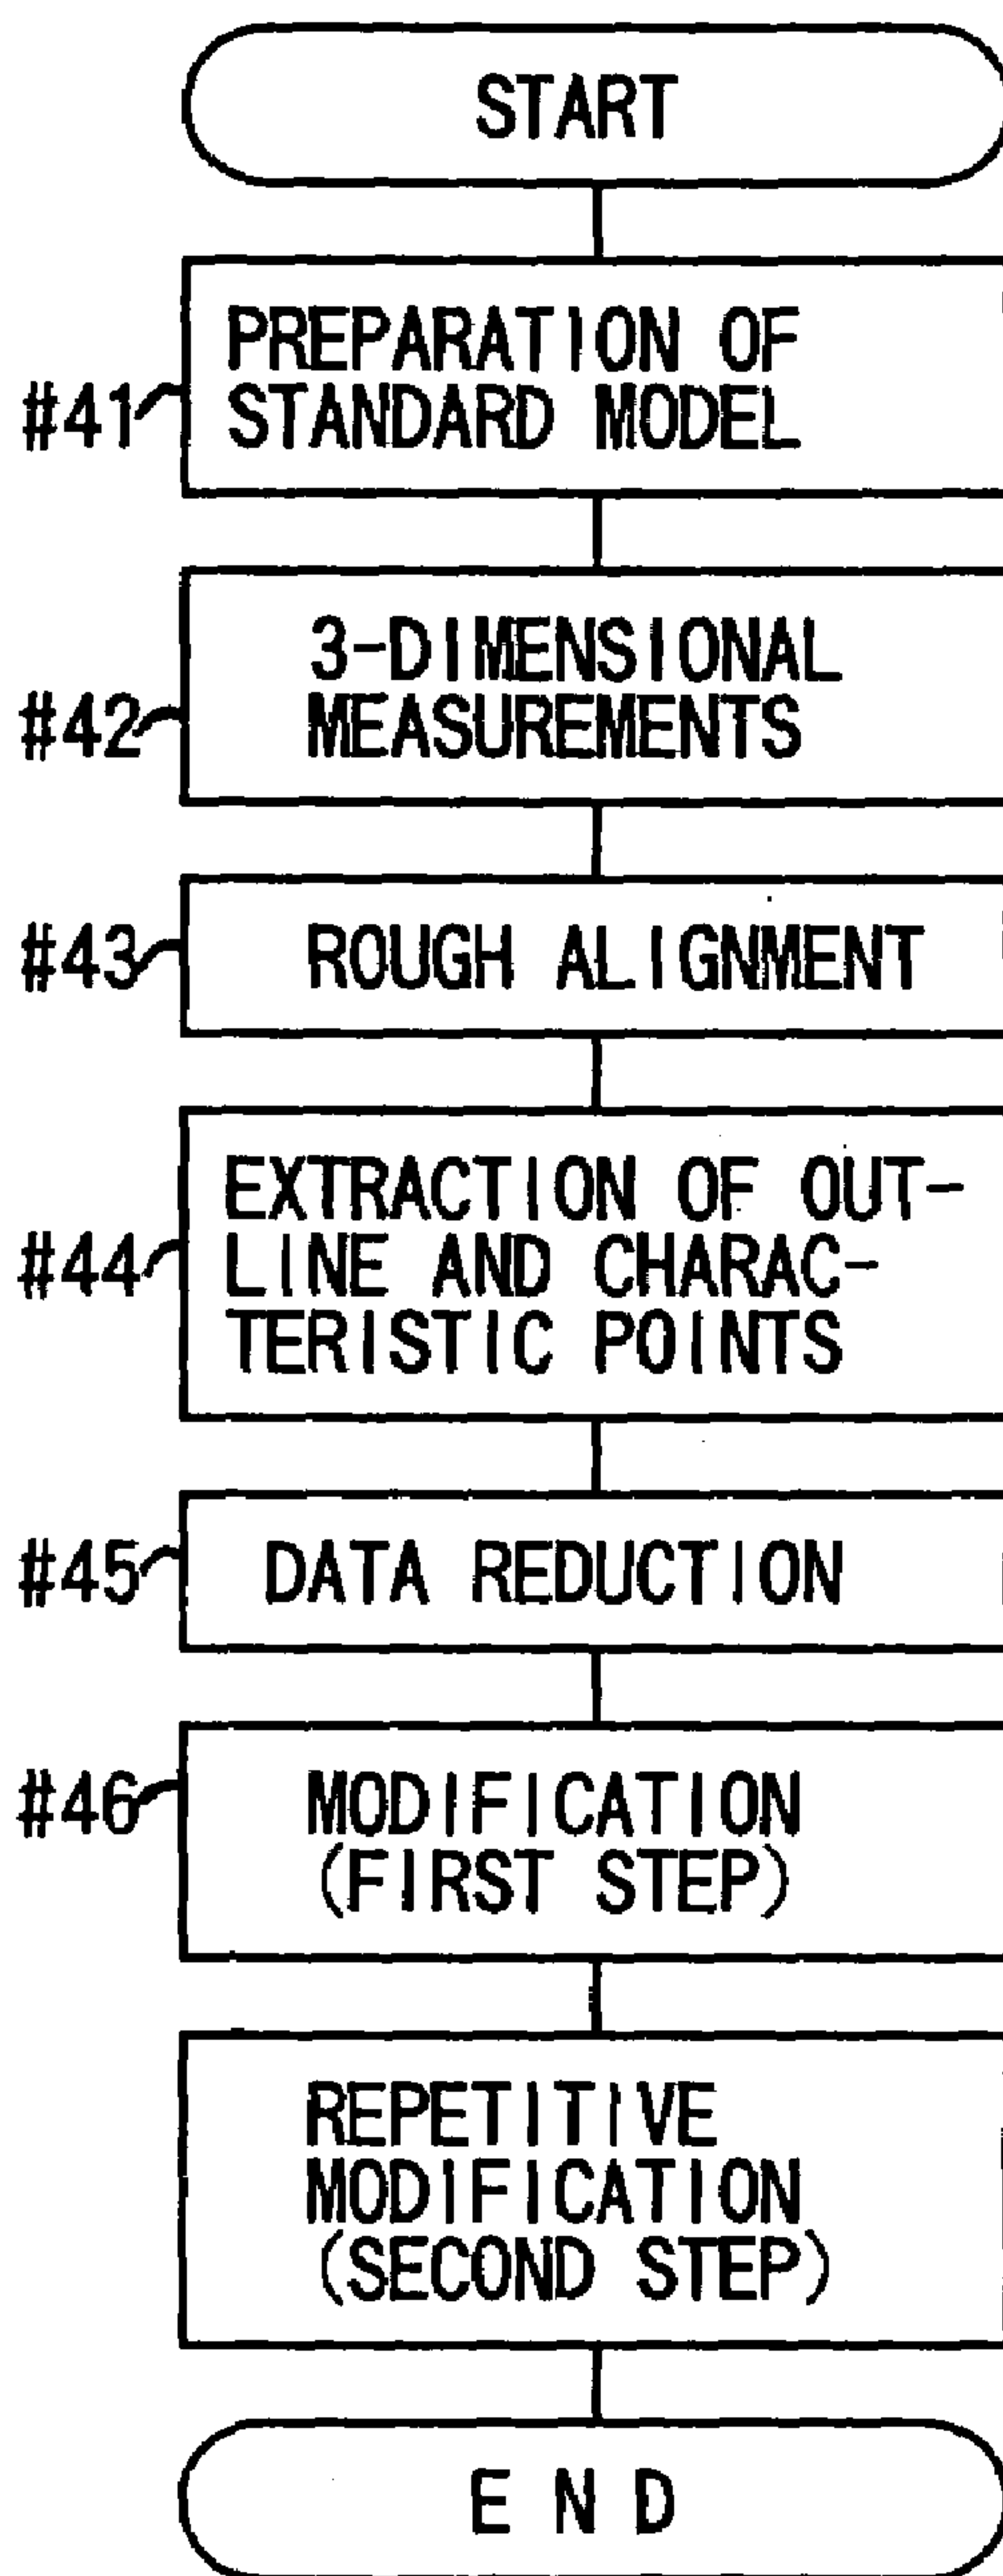 START
PREPARATION OF
STANDARD MODEL
#41
3-DIMENSIONAL
MEASUREMENTS
#42
ROUGH ALIGNMENT
#43
EXTRACTION OF OUT-
LINE AND CHARAC-
TERISTIC POINTS
#44
DATA REDUCTION
#45
MODIFICATION
(FIRST STEP)
#46
REPETITIVE
MODIFICATION
(SECOND STEP)
END